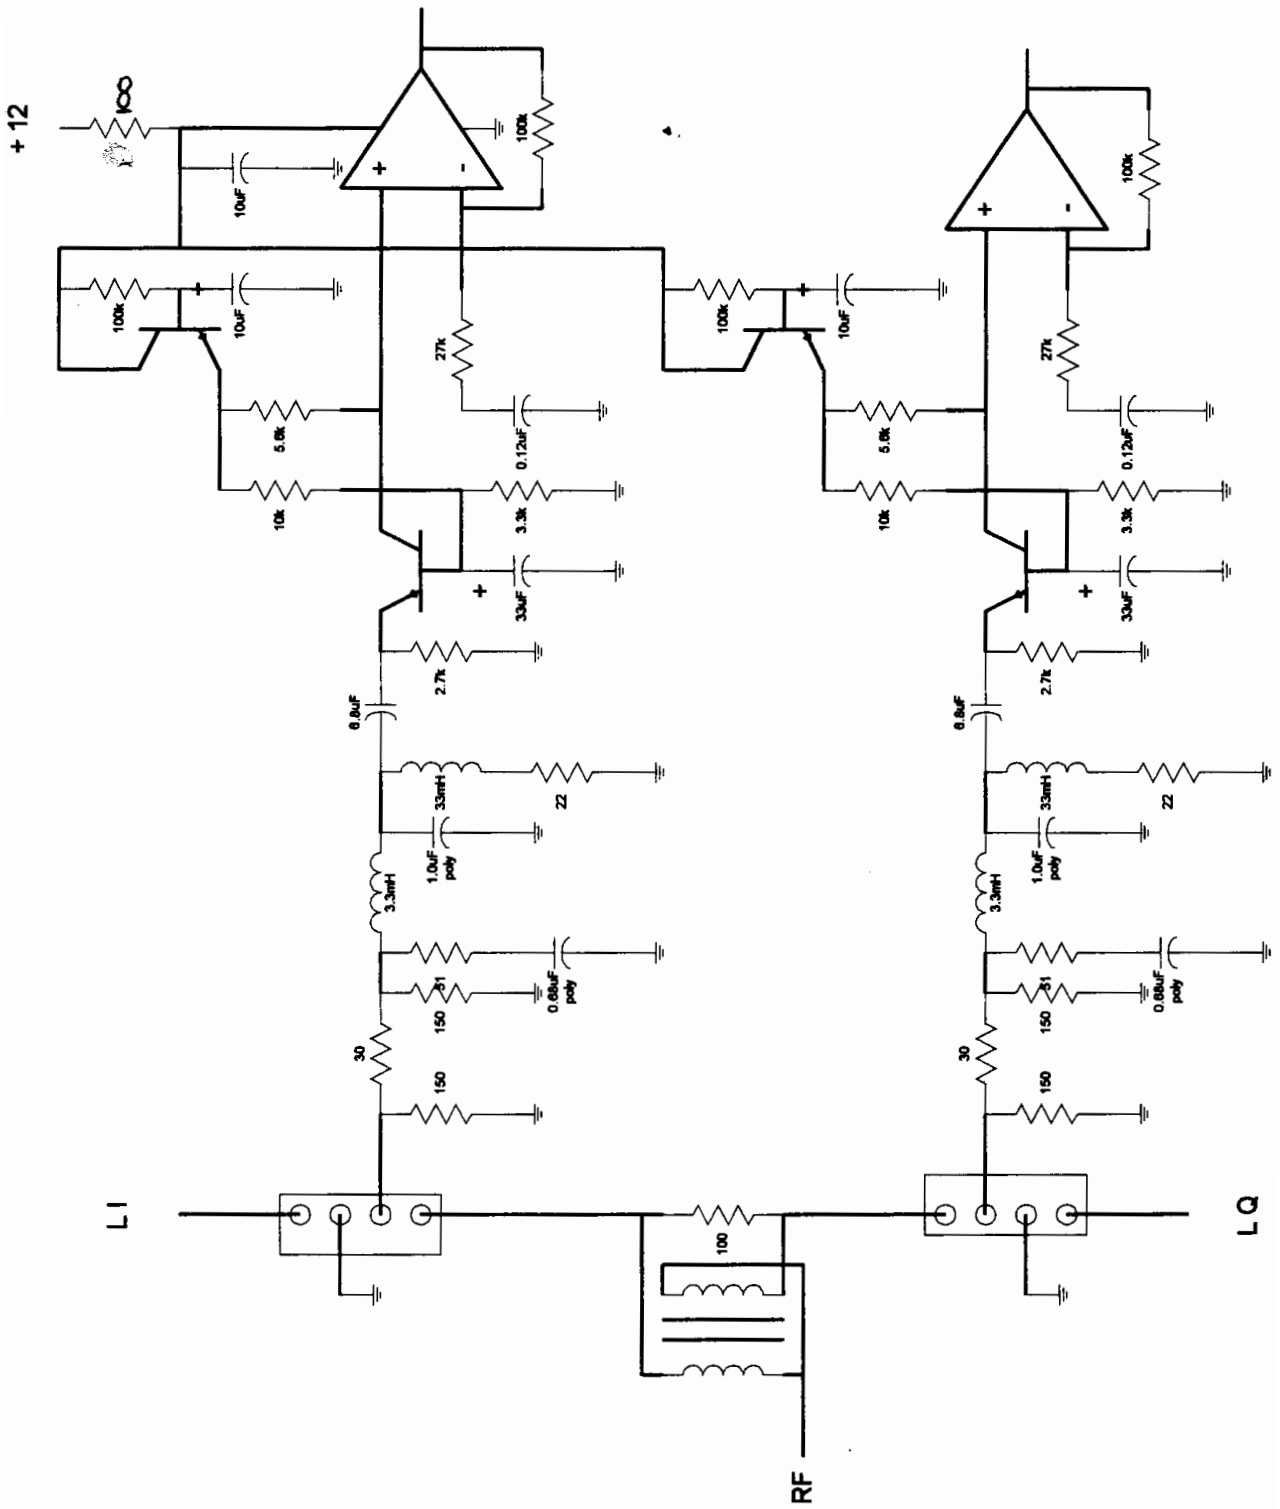 + 12
100
10uF
+
-
100k
100k
+
10uF
27k
5.6k
0.12uF
10k
3.3k
+
33uF
2.7k
6.8uF
33mH
22
1.0uF
poly
3.3mH
51
0.68uF
poly
150
30
150
L I
+
-
100k
100k
+
10uF
27k
5.6k
0.12uF
10k
3.3k
+
33uF
2.7k
6.8uF
33mH
22
1.0uF
poly
3.3mH
51
0.68uF
poly
150
30
150
100
L Q
RF